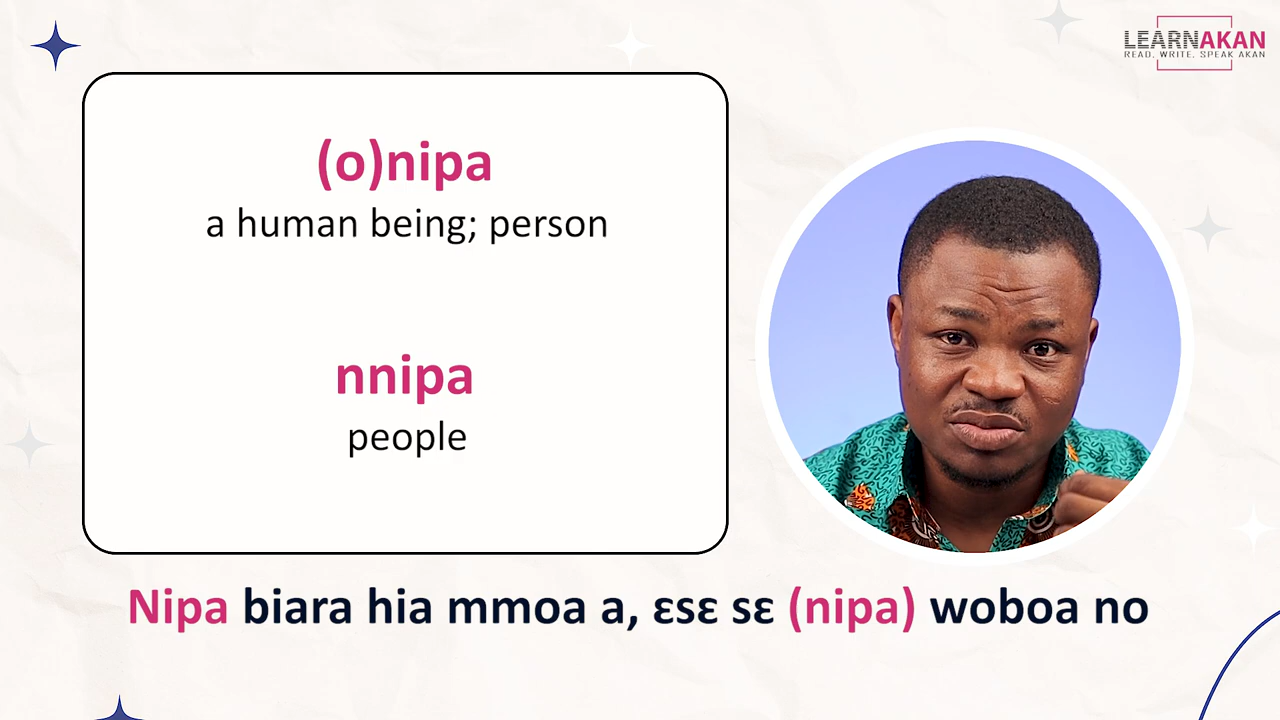 LEARNAKAN
READ. WRITE. SPEAK AKAN
(o)nipa
a human being; person
nnipa
people
Nipa biara hia mmoa a, ɛsɛ sɛ (nipa) woboa no